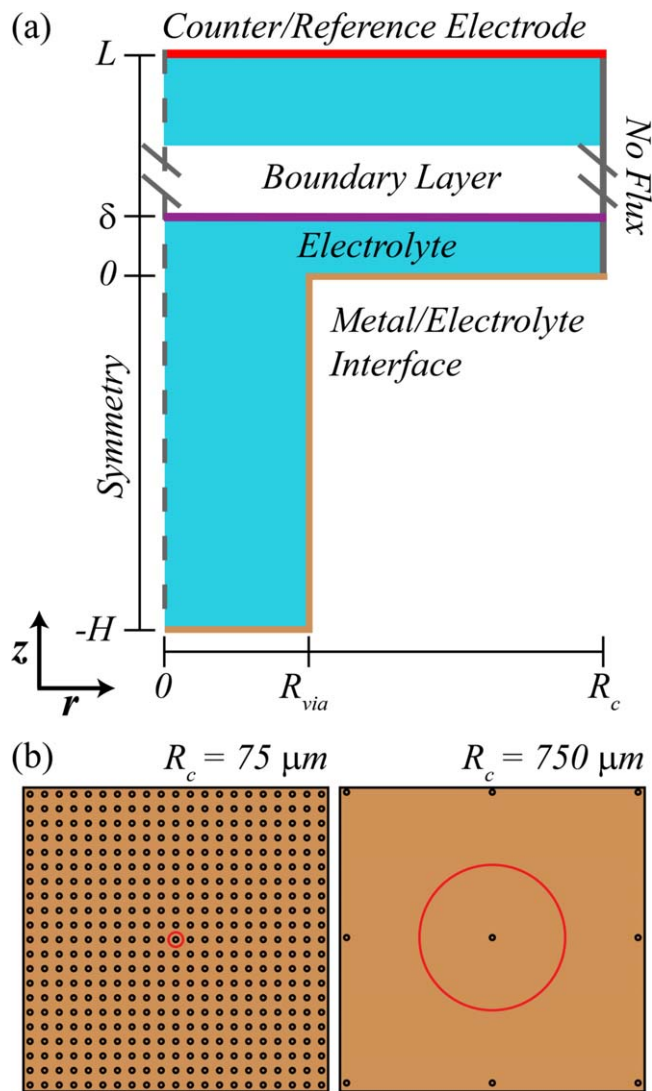 (a)
Counter/Reference Electrode
L
No Flux
Boundary Layer
δ
Electrolyte
0
Metal/Electrolyte
Interface
Symmetry
-H
z
r
0
R_via
R_c
(b)
R_c = 75 μm
R_c = 750 μm